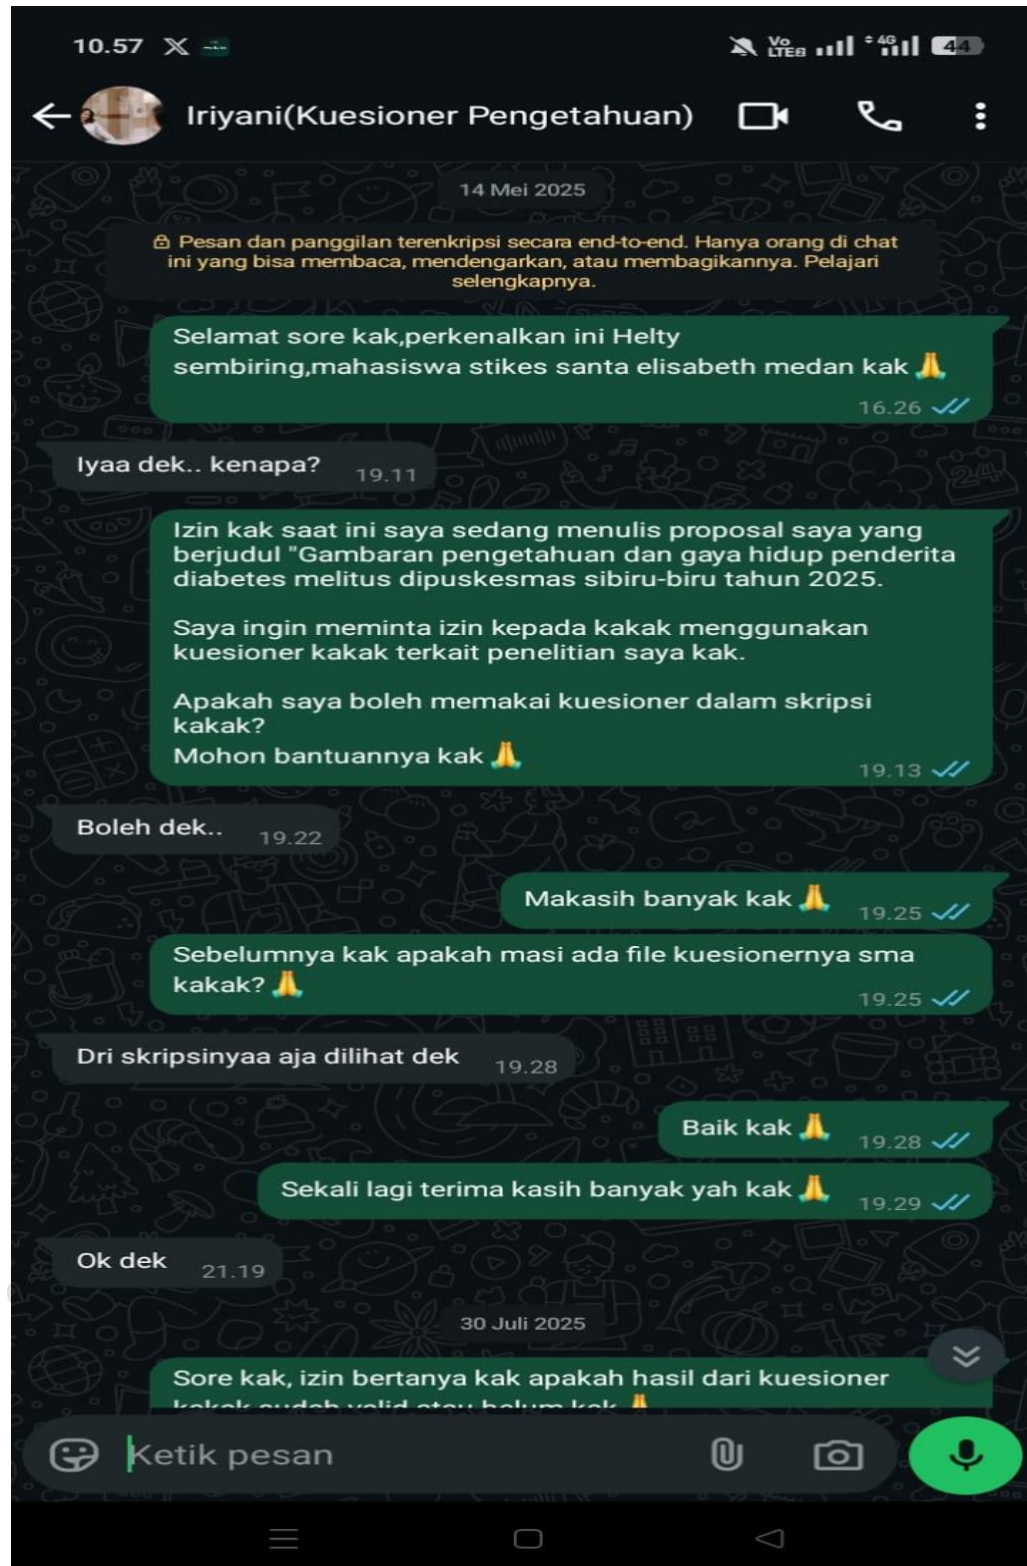 10.57
Vo
LTE2
4G
44
Iriyani(Kuesioner Pengetahuan)
14 Mei 2025
Pesan dan panggilan terenkripsi secara end-to-end. Hanya orang di chat
ini yang bisa membaca, mendengarkan, atau membagikannya. Pelajari
selengkapnya.
Selamat sore kak,perkenalkan ini Helty
sembiring,mahasiswa stikes santa elisabeth medan kak 🙏
16.26
Iyaa dek.. kenapa? 19.11
Izin kak saat ini saya sedang menulis proposal saya yang
berjudul "Gambaran pengetahuan dan gaya hidup penderita
diabetes melitus dipuskesmas sibiru-biru tahun 2025.
Saya ingin meminta izin kepada kakak menggunakan
kuesioner kakak terkait penelitian saya kak.
Apakah saya boleh memakai kuesioner dalam skripsi
kakak?
Mohon bantuannya kak 🙏
19.13
Boleh dek.. 19.22
Makasih banyak kak 🙏 19.25
Sebelumnya kak apakah masi ada file kuesionernya sma
kakak? 🙏
19.25
Dri skripsinyaa aja dilihat dek 19.28
Baik kak 🙏 19.28
Sekali lagi terima kasih banyak yah kak 🙏 19.29
Ok dek 21.19
30 Juli 2025
Sore kak, izin bertanya kak apakah hasil dari kuesioner
kakak sudah valid atau belum kak 🙏
Ketik pesan